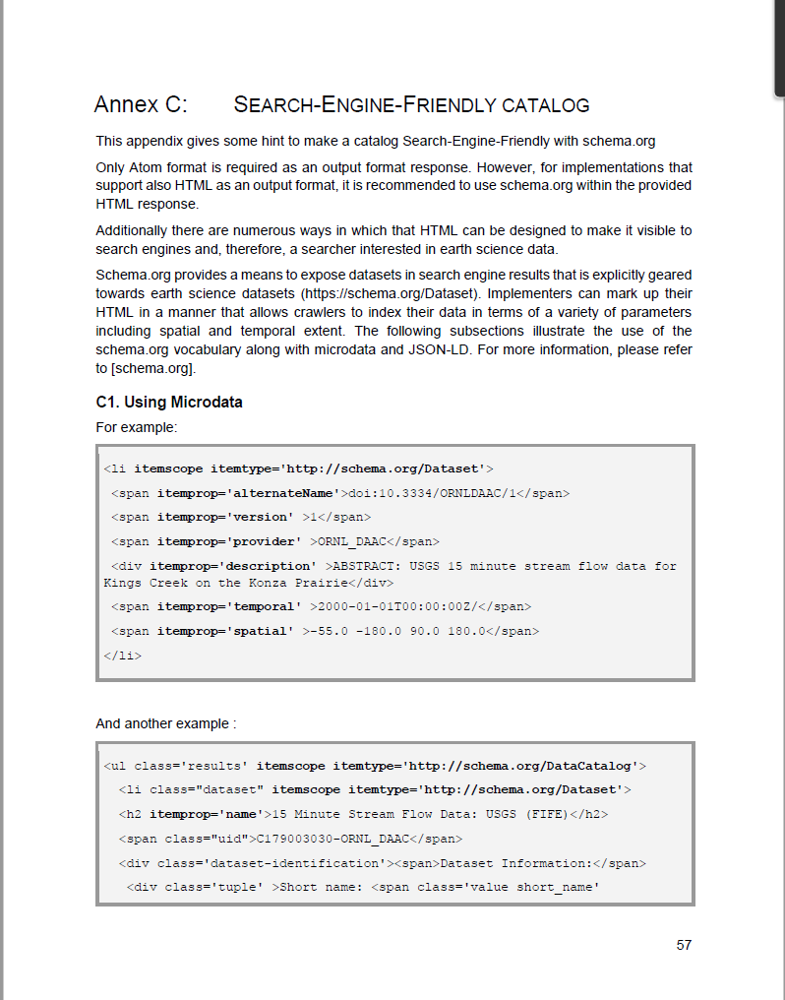 Annex C: SEARCH-ENGINE-FRIENDLY CATALOG
This appendix gives some hint to make a catalog Search-Engine-Friendly with schema.org
Only Atom format is required as an output format response. However, for implementations that
support also HTML as an output format, it is recommended to use schema.org within the provided
HTML response.
Additionally there are numerous ways in which that HTML can be designed to make it visible to
search engines and, therefore, a searcher interested in earth science data.
Schema.org provides a means to expose datasets in search engine results that is explicitly geared
towards earth science datasets (https://schema.org/Dataset). Implementers can mark up their
HTML in a manner that allows crawlers to index their data in terms of a variety of parameters
including spatial and temporal extent. The following subsections illustrate the use of the
schema.org vocabulary along with microdata and JSON-LD. For more information, please refer
to [schema.org].
C1. Using Microdata
For example:
<li itemscope itemtype='http://schema.org/Dataset'>
<span itemprop='alternateName'>doi:10.3334/ORNLDAAC/1</span>
<span itemprop='version' >1</span>
<span itemprop='provider' >ORNL_DAAC</span>
<div itemprop='description' >ABSTRACT: USGS 15 minute stream flow data for
Kings Creek on the Konza Prairie</div>
<span itemprop='temporal' >2000-01-01T00:00:00Z/</span>
<span itemprop='spatial' >-55.0 -180.0 90.0 180.0</span>
</li>
And another example :
<ul class='results' itemscope itemtype='http://schema.org/DataCatalog'>
<li class="dataset" itemscope itemtype='http://schema.org/Dataset'>
<h2 itemprop='name'>15 Minute Stream Flow Data: USGS (FIFE)</h2>
<span class="uid">C179003030-ORNL_DAAC</span>
<div class='dataset-identification'><span>Dataset Information:</span>
<div class='tuple' >Short name: <span class='value short_name'
57